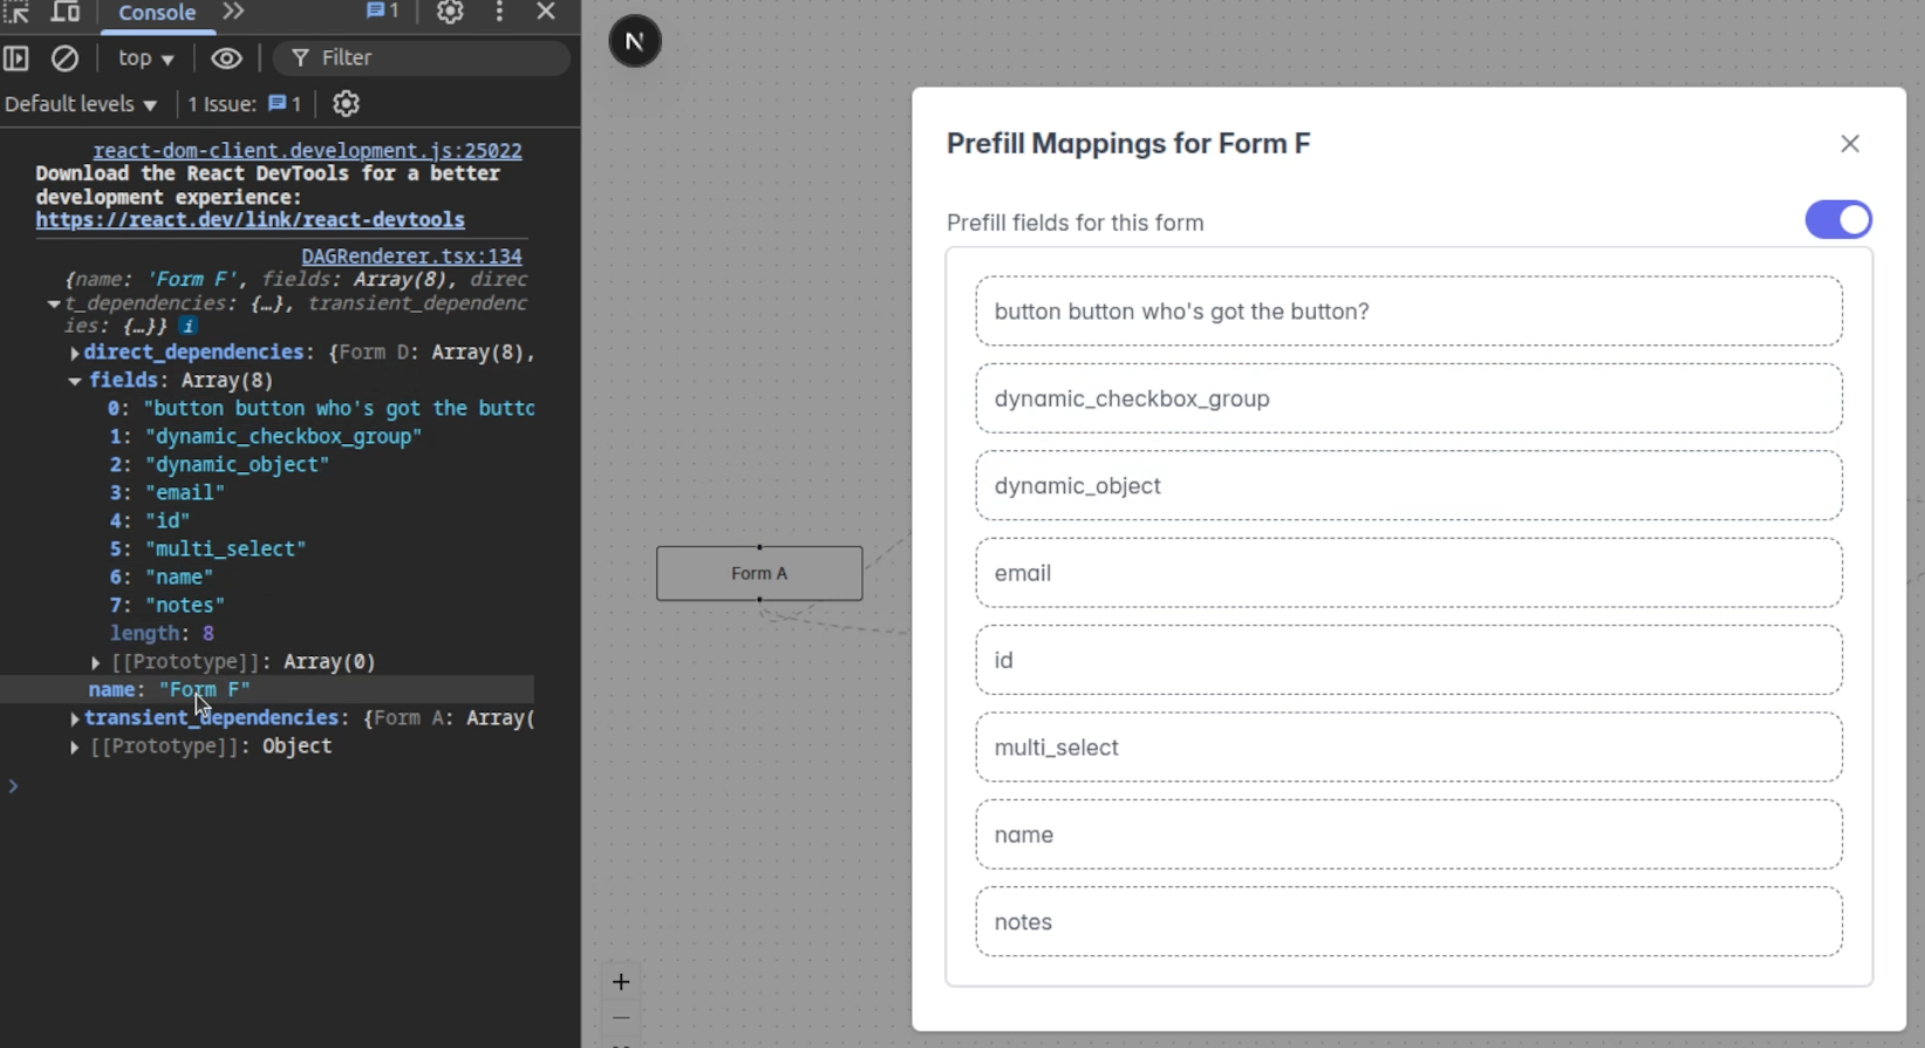 Console
1
top
Filter
Default levels
1 Issue:
1
react-dom-client.development.js:25022
Download the React DevTools for a better
development experience:
https://react.dev/link/react-devtools
DAGRenderer.tsx:134
{name: 'Form F', fields: Array(8), direc
t_dependencies: {…}, transient_dependenc
ies: {…}} i
direct_dependencies: {Form D: Array(8),
fields: Array(8)
0: "button button who's got the butto
1: "dynamic_checkbox_group"
2: "dynamic_object"
3: "email"
4: "id"
5: "multi_select"
6: "name"
7: "notes"
length: 8
[[Prototype]]: Array(0)
name: "Form F"
transient_dependencies: {Form A: Array(
[[Prototype]]: Object
N
Form A
Prefill Mappings for Form F
Prefill fields for this form
button button who's got the button?
dynamic_checkbox_group
dynamic_object
email
id
multi_select
name
notes